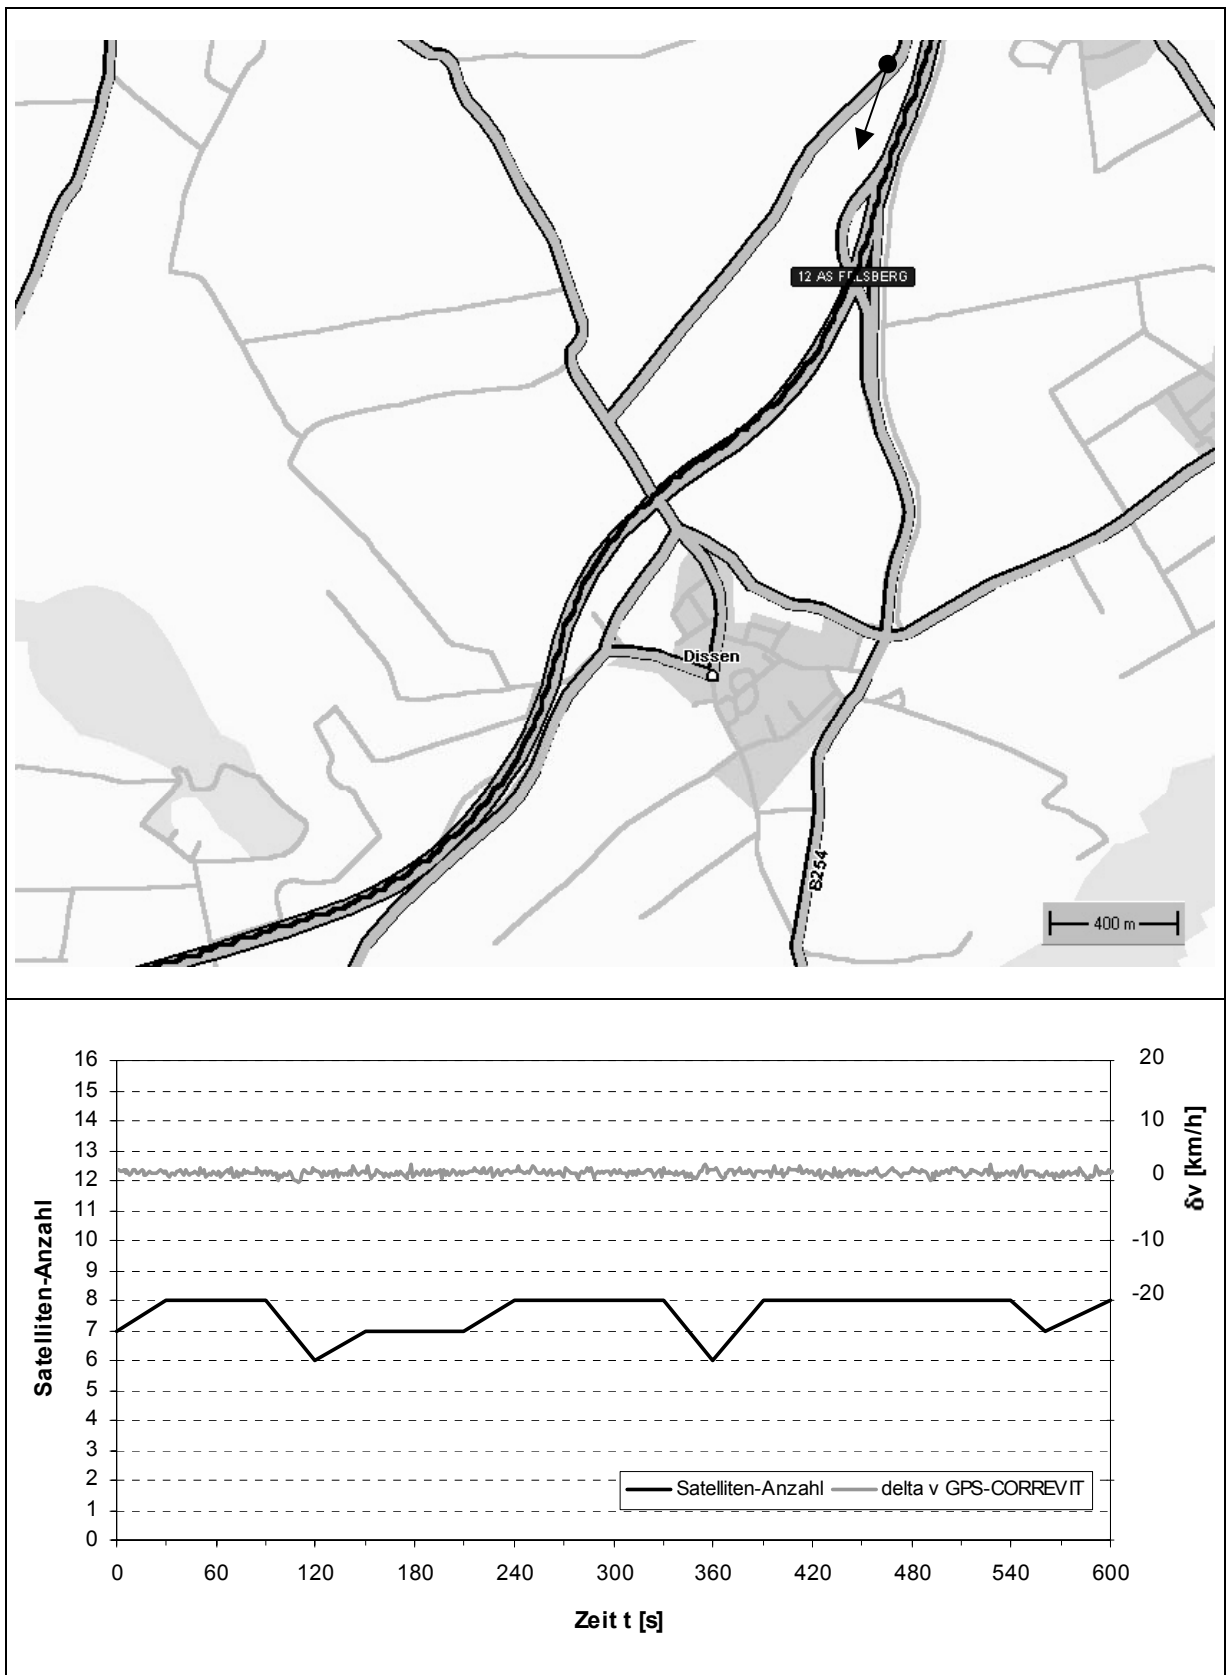 12 AS FELSBERG
Dissen
B254
400 m
16
15
14
13
12
11
10
9
8
7
6
5
4
3
2
1
0
Satelliten-Anzahl
20
10
0
-10
-20
δv [km/h]
Satelliten-Anzahl delta v GPS-CORREVIT
0 60 120 180 240 300 360 420 480 540 600
Zeit t [s]